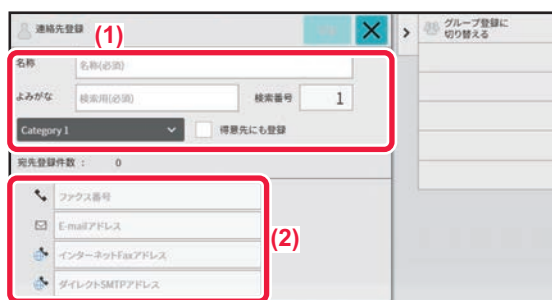 連絡先登録
(1)
グループ登録に
切り替える
名称
名称(必須)
よみがな
検索用(必須)
検索番号
1
Category 1
得意先にも登録
宛先登録件数 : 0
ファクス番号
E-mailアドレス
(2)
インターネットFaxアドレス
ダイレクトSMTPアドレス